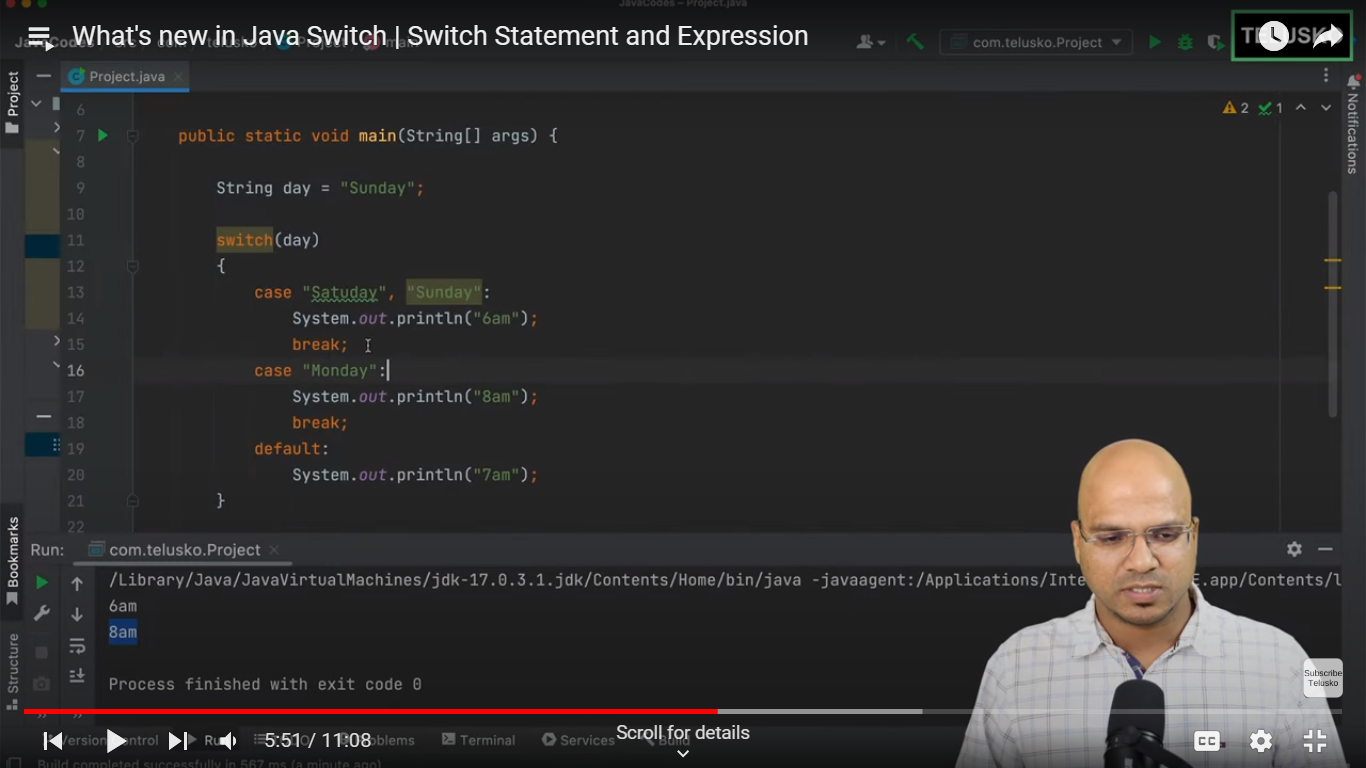 JavaCodes – Project.java
What's new in Java Switch | Switch Statement and Expression
com.telusko.Project
TELUSKO
Project.java
Project
Notifications
2 1
6
7 public static void main(String[] args) {
8
9 String day = "Sunday";
10
11 switch(day)
12 {
13 case "Satuday", "Sunday":
14 System.out.println("6am");
15 break;
16 case "Monday":
17 System.out.println("8am");
18 break;
19 default:
20 System.out.println("7am");
21 }
22
Bookmarks
Structure
Run: com.telusko.Project
/Library/Java/JavaVirtualMachines/jdk-17.0.3.1.jdk/Contents/Home/bin/java -javaagent:/Applications/Inte E.app/Contents/l
6am
8am
Process finished with exit code 0
Subscribe
Telusko
Scroll for details
5:51 / 11:08
Terminal
Services
Build
CC
Build completed successfully in 567 ms (a minute ago)